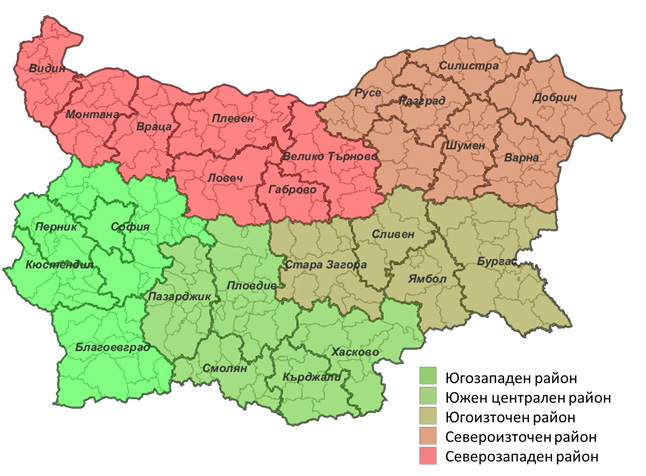 Видин
Силистра
Русе
Разград
Добрич
Монтана
Враца
Плевен
Шумен
Велико Търново
Варна
Ловеч
Габрово
Перник
София
Сливен
Кюстендил
Стара Загора
Бургас
Ямбол
Пазарджик
Пловдив
Благоевград
Хасково
Смолян
Кърджали
Югозападен район
Южен централен район
Югоизточен район
Североизточен район
Северозападен район